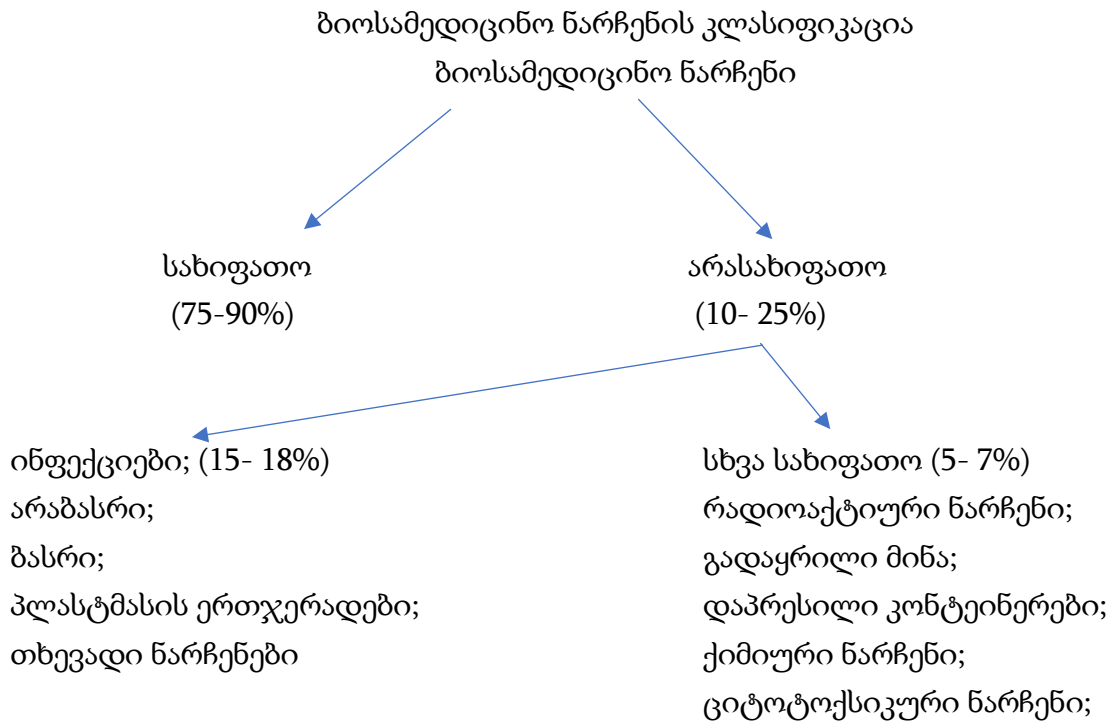 ბიოსამედიცინო ნარჩენის კლასიფიკაცია
ბიოსამედიცინო ნარჩენი
სახიფათო
(75-90%)
არასახიფათო
(10- 25%)
ინფექციები; (15- 18%)
არაბასრი;
ბასრი;
პლასტმასის ერთჯერადები;
თხევადი ნარჩენები
სხვა სახიფათო (5- 7%)
რადიოაქტიური ნარჩენი;
გადაყრილი მინა;
დაპრესილი კონტეინერები;
ქიმიური ნარჩენი;
ციტოტოქსიკური ნარჩენი;